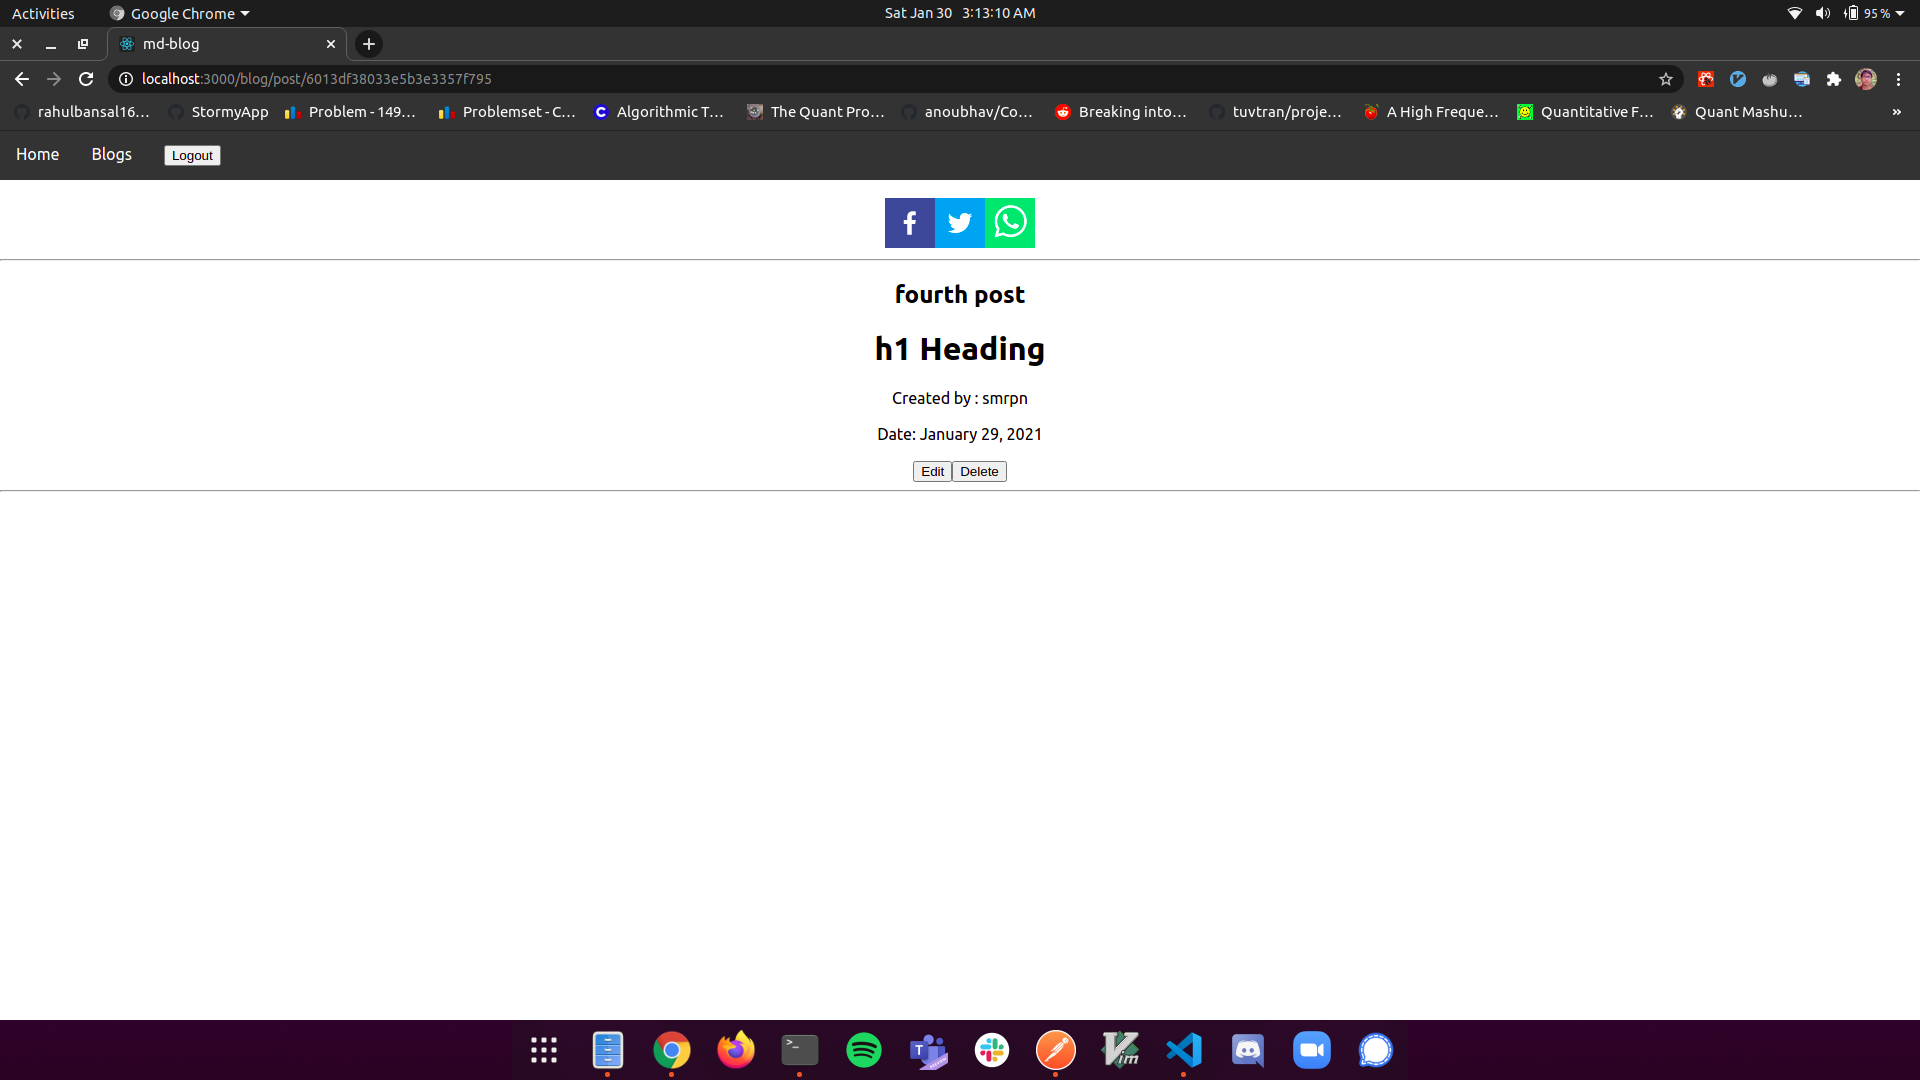 Activities Google Chrome Sat Jan 30 3:13:10 AM 95 %
md-blog
localhost:3000/blog/post/6013df38033e5b3e3357f795
rahulbansal16… StormyApp Problem - 149… Problemset - C… Algorithmic T… The Quant Pro… anoubhav/Co… Breaking into… tuvtran/proje… A High Freque… Quantitative F… Quant Mashu… »
Home Blogs Logout
fourth post
h1 Heading
Created by : smrpn
Date: January 29, 2021
Edit Delete